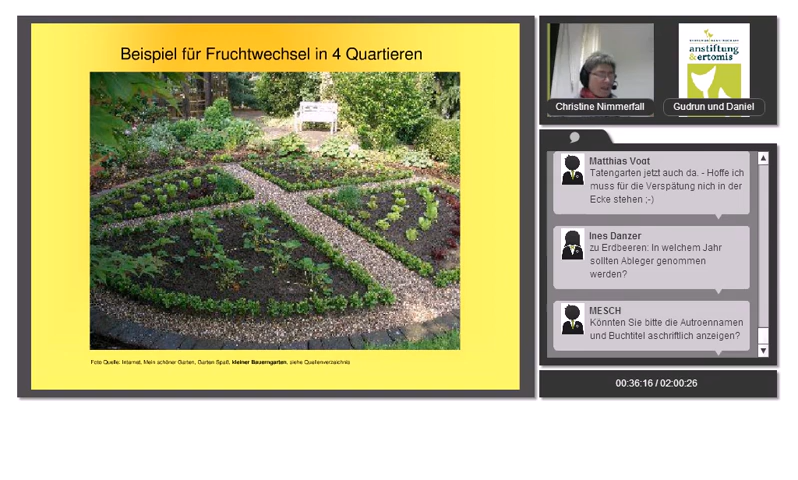 Beispiel für Fruchtwechsel in 4 Quartieren
Foto Quelle: Internet, Mein schöner Garten, Garten Spaß, kleiner Bauerngarten, siehe Quellenverzeichnis
anstiftung
&ertomis
Christine Nimmerfall
Gudrun und Daniel
Matthias Vogt
Tatengarten jetzt auch da. - Hoffe ich
muss für die Verspätung nich in der
Ecke stehen ;-)
Ines Danzer
zu Erdbeeren: In welchem Jahr
sollten Ableger genommen
werden?
MESCH
Könnten Sie bitte die Autroennamen
und Buchtitel aschriftlich anzeigen?
00:36:16 / 02:00:26